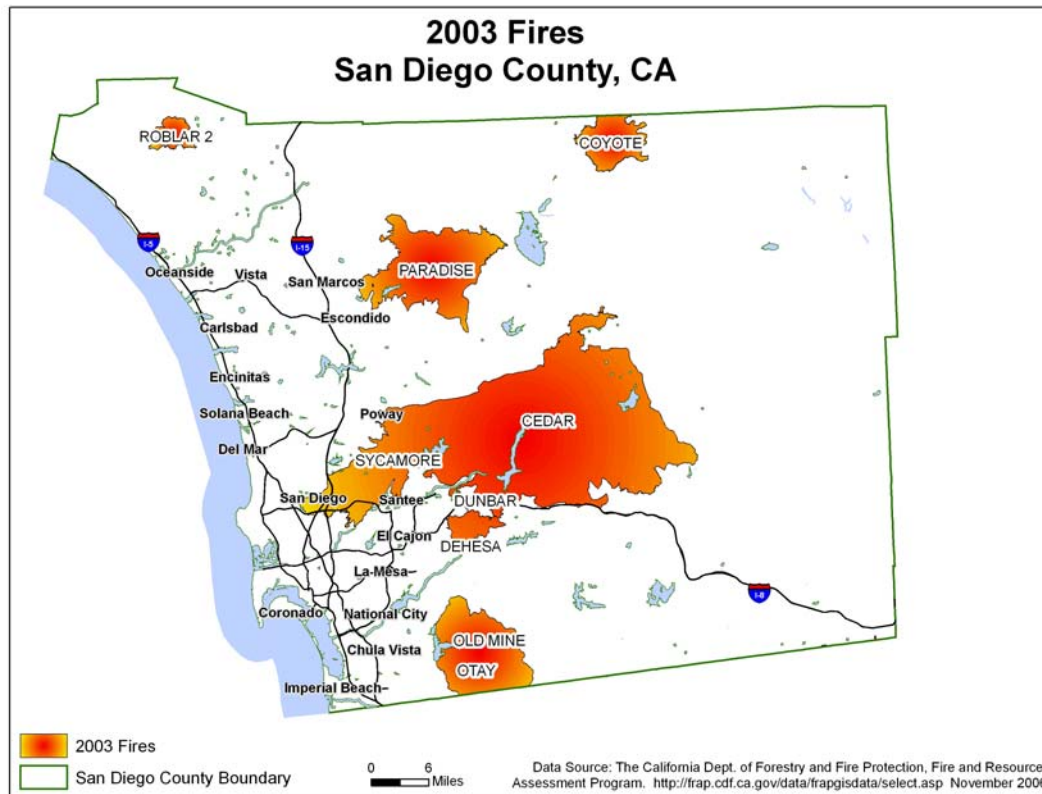 2003 Fires
San Diego County, CA
ROBLAR 2
COYOTE
I-5
I-15
PARADISE
Oceanside
Vista
San Marcos
Escondido
Carlsbad
Encinitas
Solana Beach
Poway
CEDAR
Del Mar
SYCAMORE
San Diego
Santee
DUNBAR
El Cajon
DEHESA
La Mesa
I-8
Coronado
National City
OLD MINE
Chula Vista
OTAY
Imperial Beach
2003 Fires
San Diego County Boundary
0 6
Miles
Data Source: The California Dept. of Forestry and Fire Protection, Fire and Resource
Assessment Program. http://frap.cdf.ca.gov/data/frapgisdata/select.asp November 2006